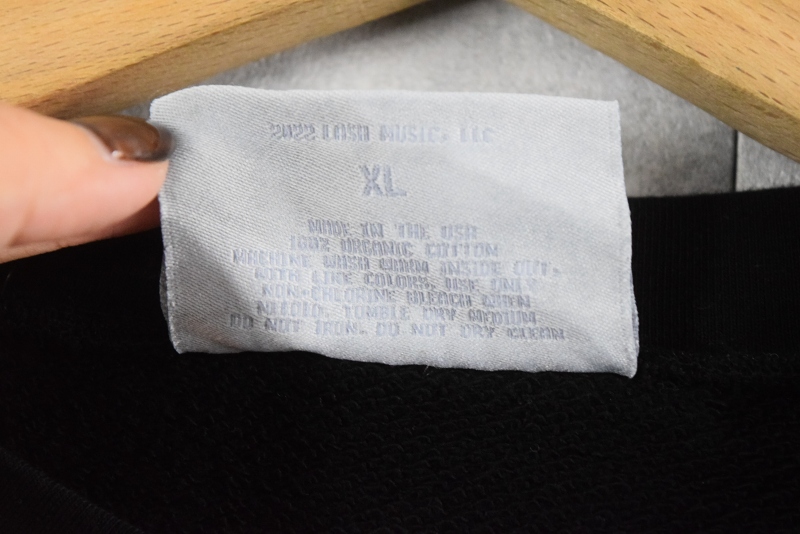 2022 LASH MUSIC, LLC
XL
MADE IN THE USA
100% ORGANIC COTTON
MACHINE WASH WARM INSIDE OUT,
WITH LIKE COLORS, USE ONLY
NON-CHLORINE BLEACH WHEN
NEEDED. TUMBLE DRY MEDIUM
DO NOT IRON. DO NOT DRY CLEAN